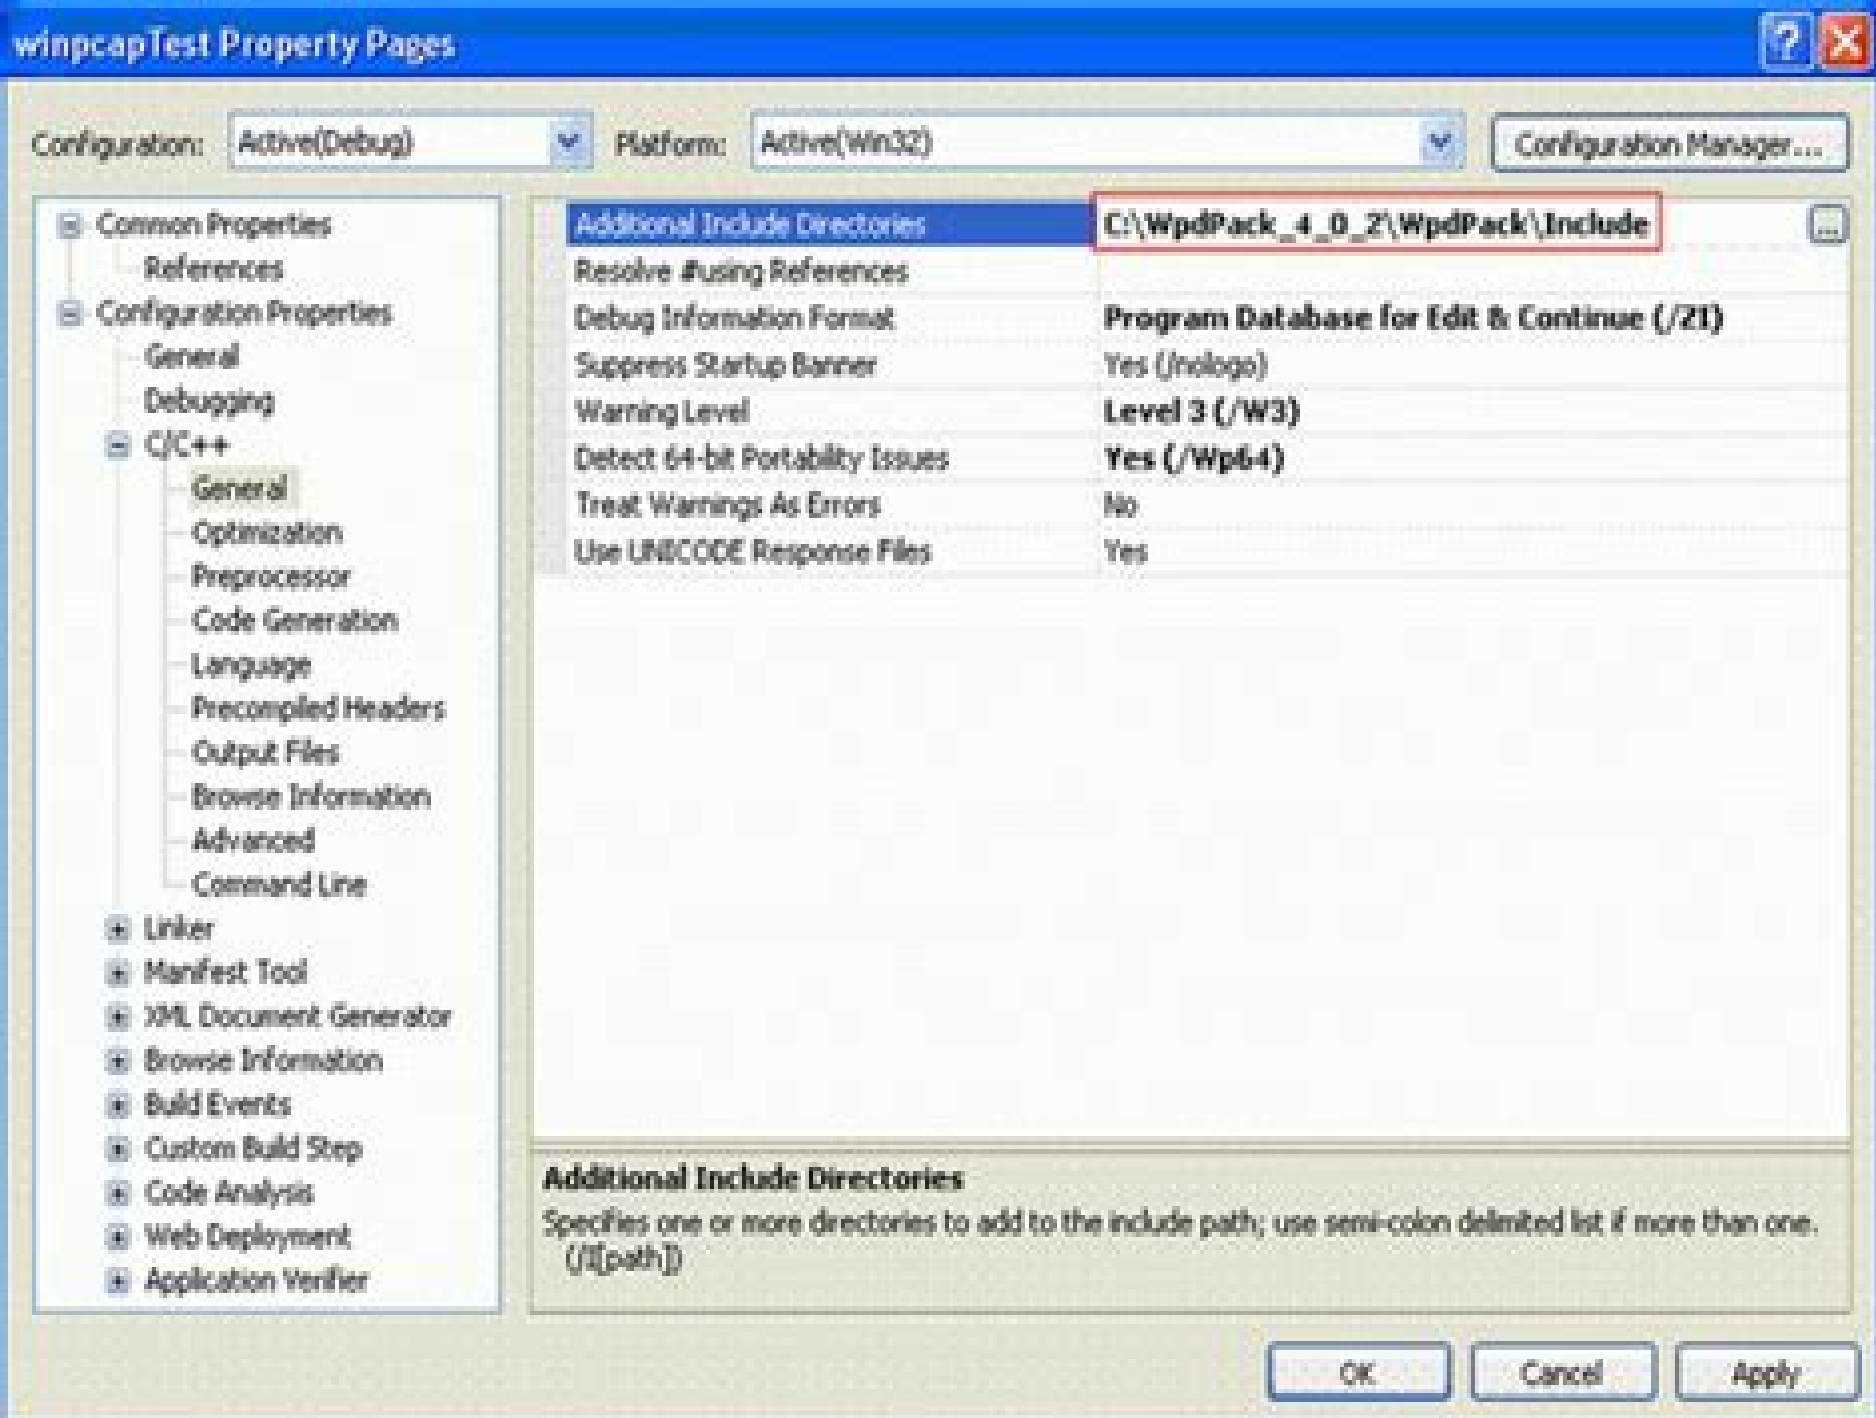 winpcapTest Property Pages
Configuration: Active(Debug) Platform: Active(Win32) Configuration Manager...
Common Properties
References
Configuration Properties
General
Debugging
C/C++
General
Optimization
Preprocessor
Code Generation
Language
Precompiled Headers
Output Files
Browse Information
Advanced
Command Line
Linker
Manifest Tool
XML Document Generator
Browse Information
Build Events
Custom Build Step
Code Analysis
Web Deployment
Application Verifier
Additional Include Directories C:\WpdPack_4_0_2\WpdPack\Include ...
Resolve #using References
Debug Information Format Program Database for Edit & Continue (/ZI)
Suppress Startup Banner Yes (/nologo)
Warning Level Level 3 (/W3)
Detect 64-bit Portability Issues Yes (/Wp64)
Treat Warnings As Errors No
Use UNICODE Response Files Yes
Additional Include Directories
Specifies one or more directories to add to the include path; use semi-colon delimited list if more than one.
(/I[path])
OK Cancel Apply